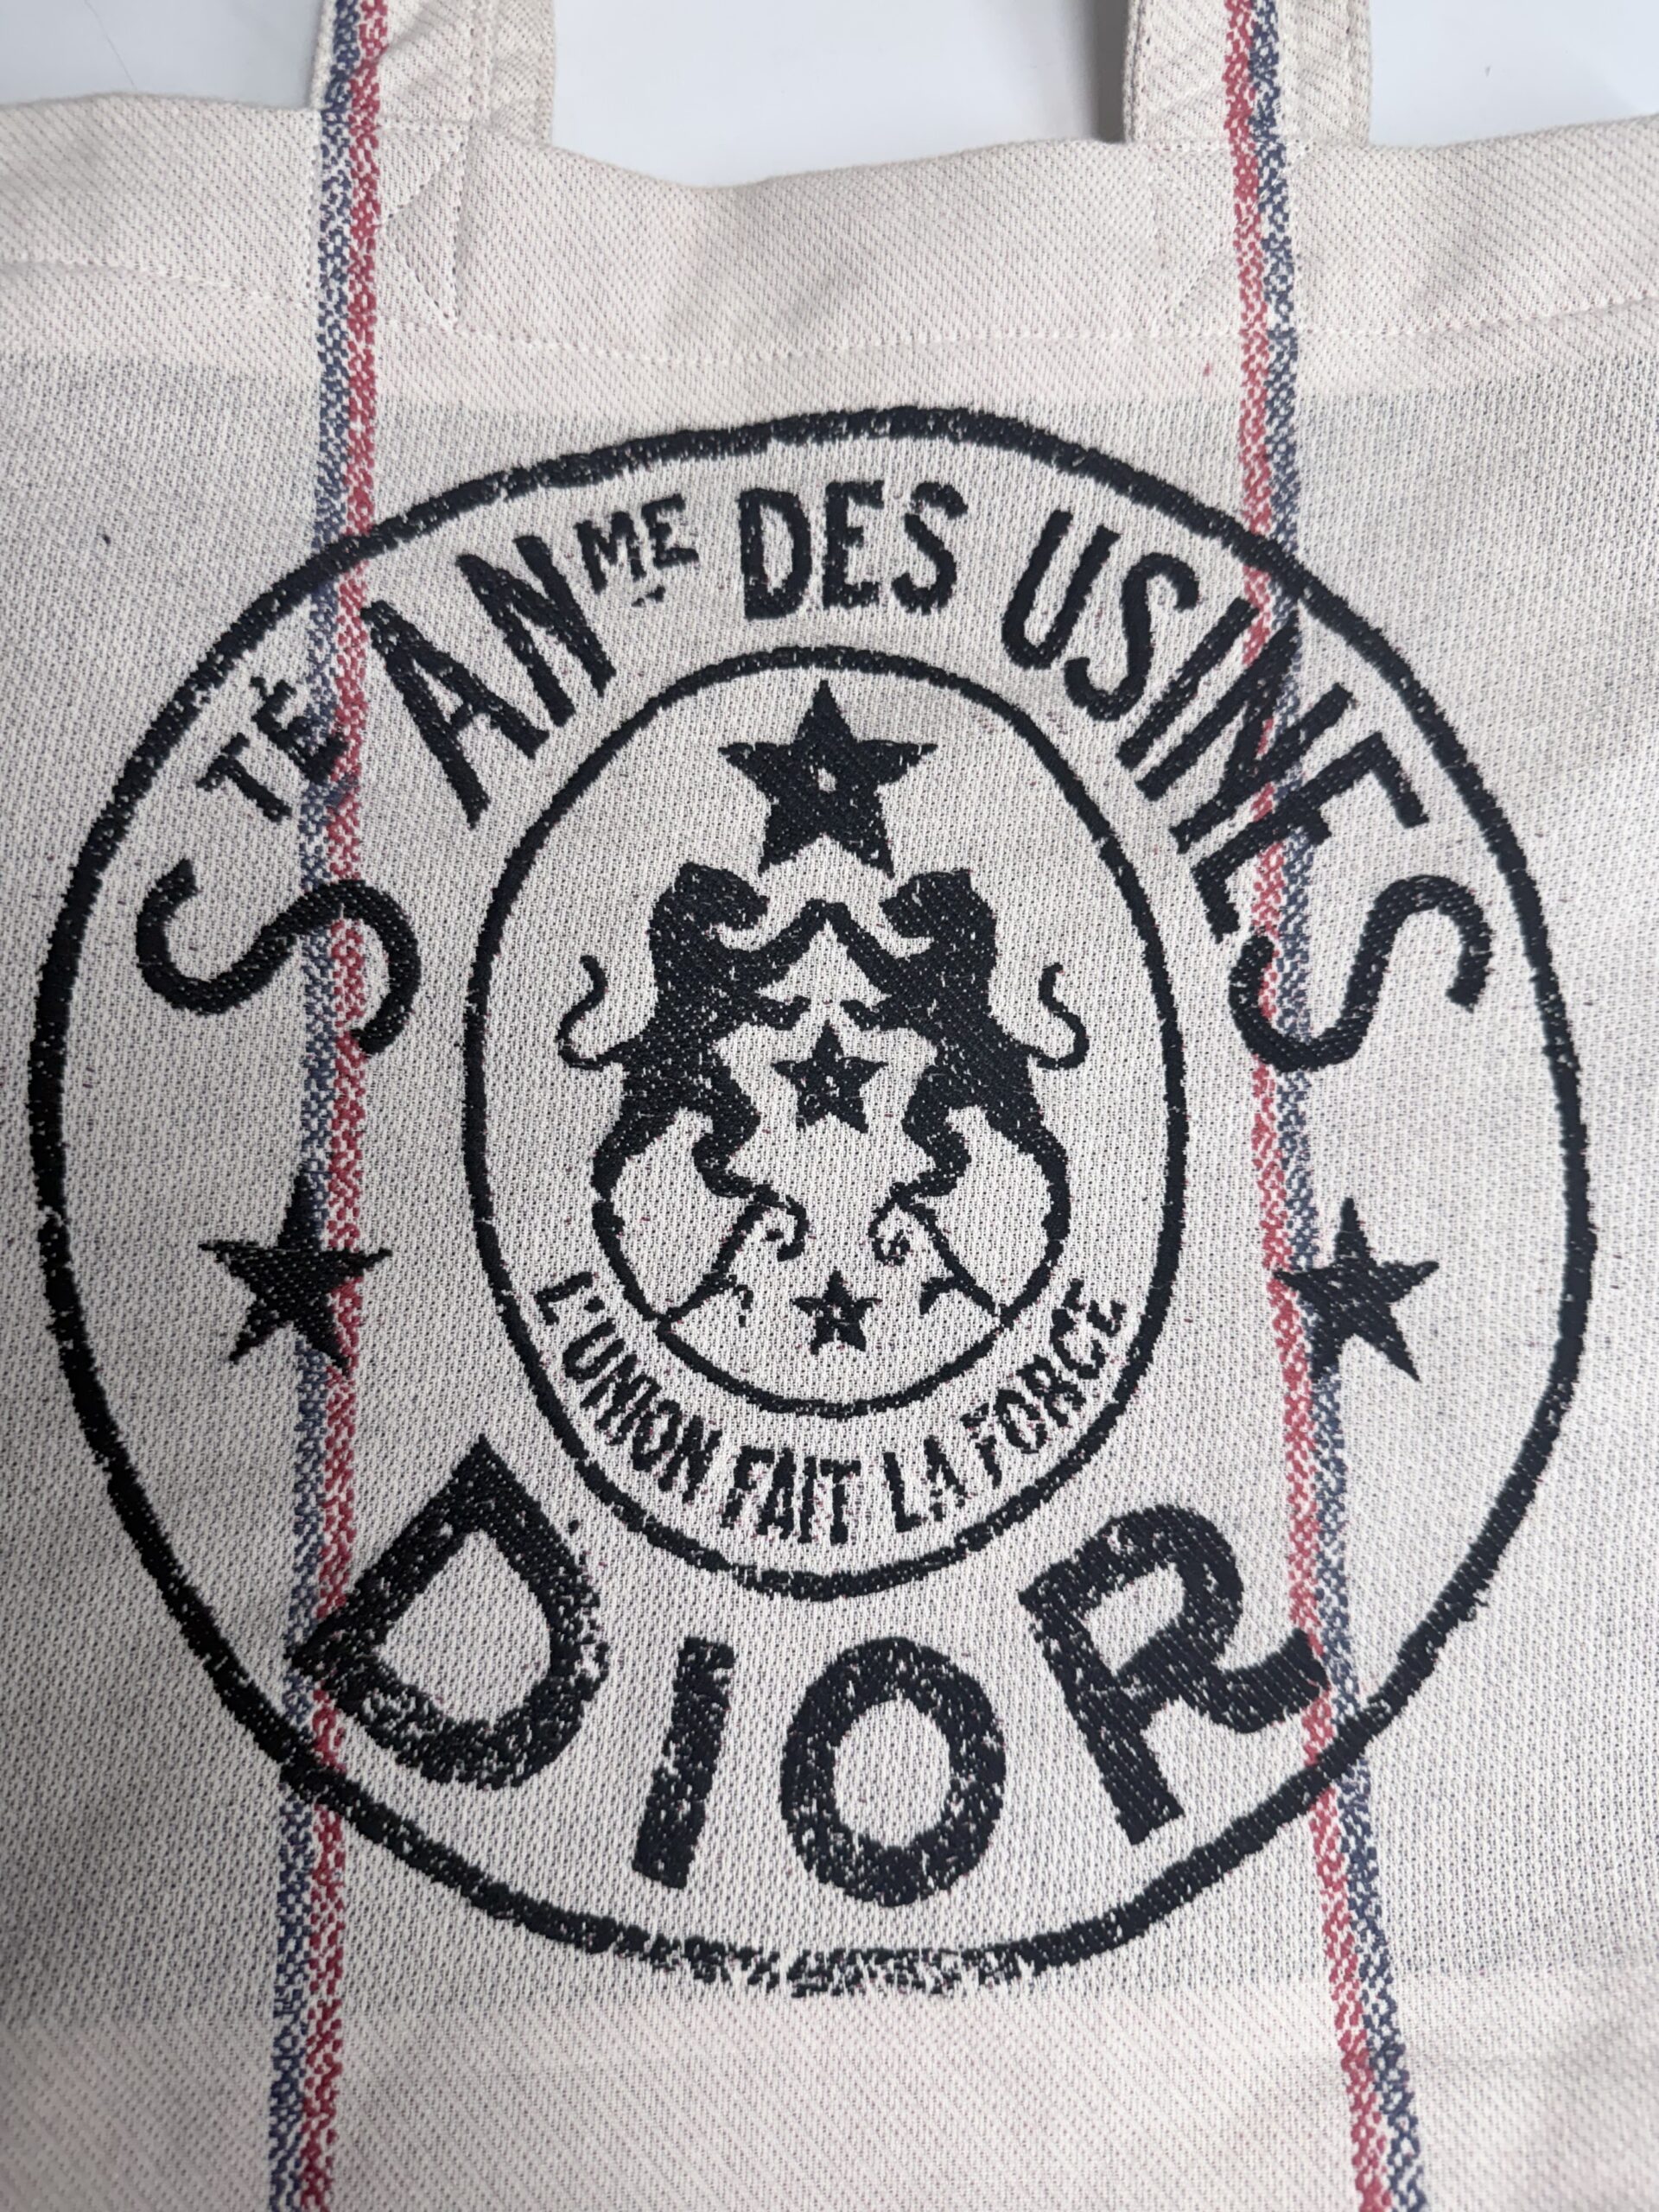 STÉ ANME DES USINES
L'UNION FAIT LA FORCE
DIOR